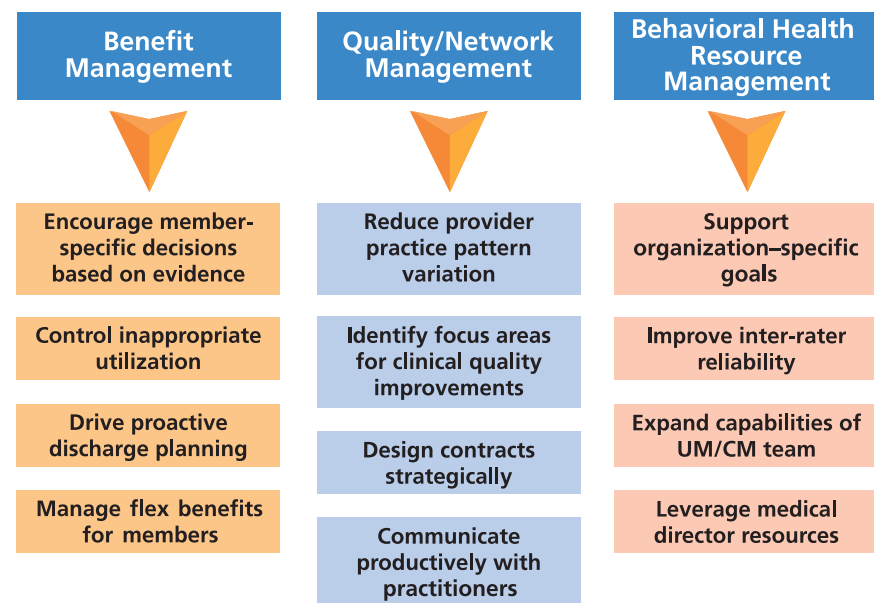 Benefit
Management
Quality/Network
Management
Behavioral Health
Resource
Management
Encourage member-
specific decisions
based on evidence
Control inappropriate
utilization
Drive proactive
discharge planning
Manage flex benefits
for members
Reduce provider
practice pattern
variation
Identify focus areas
for clinical quality
improvements
Design contracts
strategically
Communicate
productively with
practitioners
Support
organization–specific
goals
Improve inter-rater
reliability
Expand capabilities of
UM/CM team
Leverage medical
director resources